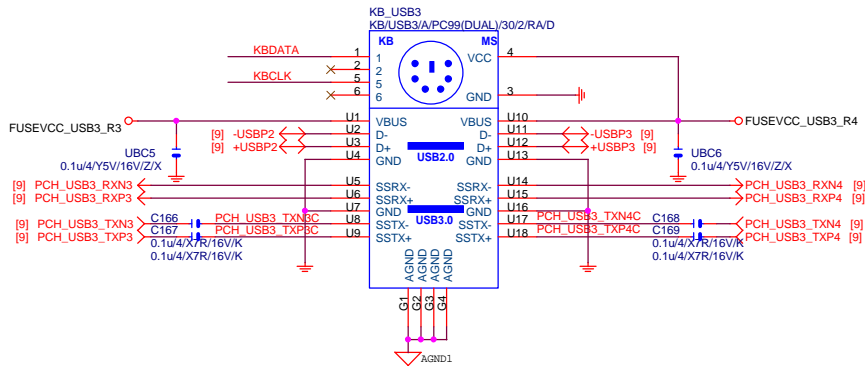 KB_USB3
KB/USB3/A/PC99(DUAL)/30/2/RA/D
KB MS
KBDATA 1 1 VCC 4
2 2
KBCLK 5 5
6 6 GND 3
FUSEVCC_USB3_R3 U1 VBUS VBUS U10 FUSEVCC_USB3_R4
[9] -USBP2 U2 D- D- U11 -USBP3 [9]
[9] +USBP2 U3 D+ D+ U12 +USBP3 [9]
U4 GND GND U13
USB2.0
UBC5
0.1u/4/Y5V/16V/Z/X
UBC6
0.1u/4/Y5V/16V/Z/X
[9] PCH_USB3_RXN3 U5 SSRX- SSRX- U14 PCH_USB3_RXN4 [9]
[9] PCH_USB3_RXP3 U6 SSRX+ SSRX+ U15 PCH_USB3_RXP4 [9]
U7 GND GND U16
USB3.0
[9] PCH_USB3_TXN3 C166 PCH_USB3_TXN3C U8 SSTX- SSTX- U17 PCH_USB3_TXN4C C168 PCH_USB3_TXN4 [9]
[9] PCH_USB3_TXP3 C167 PCH_USB3_TXP3C U9 SSTX+ SSTX+ U18 PCH_USB3_TXP4C C169 PCH_USB3_TXP4 [9]
0.1u/4/X7R/16V/K 0.1u/4/X7R/16V/K
0.1u/4/X7R/16V/K 0.1u/4/X7R/16V/K
AGND AGND AGND AGND
G1 G2 G3 G4
AGND1